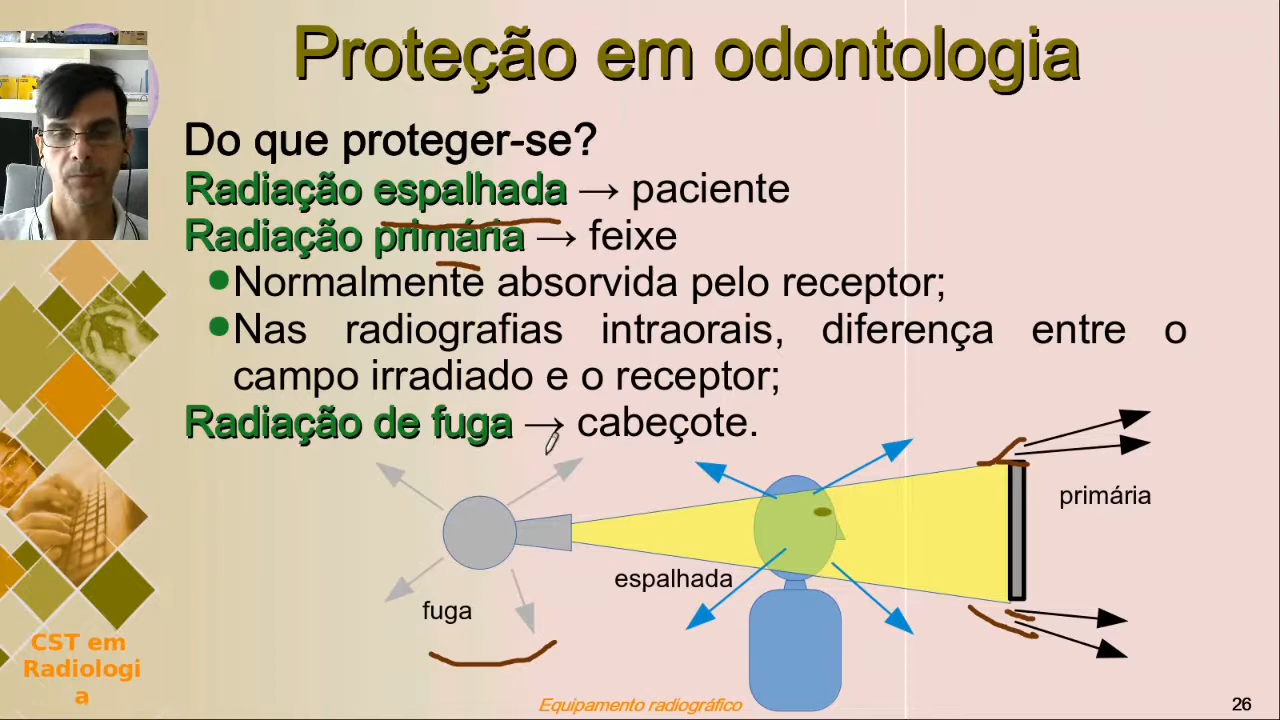 Proteção em odontologia
Do que proteger-se?
Radiação espalhada → paciente
Radiação primária → feixe
Normalmente absorvida pelo receptor;
Nas radiografias intraorais, diferença entre o
campo irradiado e o receptor;
Radiação de fuga → cabeçote.
primária
espalhada
fuga
CST em
Radiologi
a
Equipamento radiográfico
26